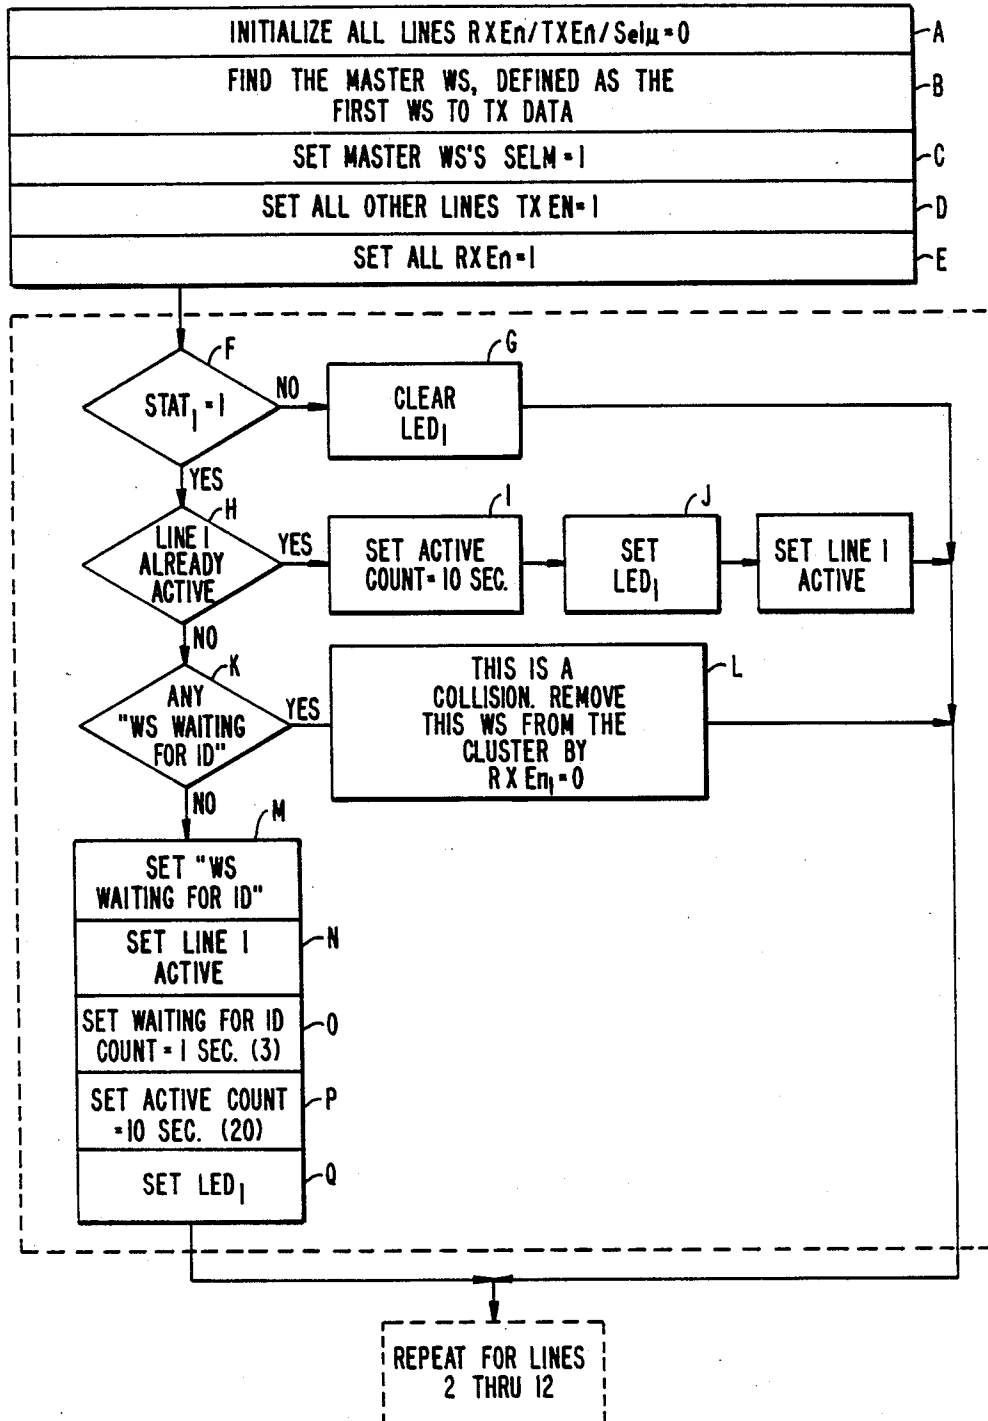 INITIALIZE ALL LINES RXEn/TXEn/Selμ=0
A
FIND THE MASTER WS, DEFINED AS THE
FIRST WS TO TX DATA
B
SET MASTER WS'S SELM=1
C
SET ALL OTHER LINES TX EN=1
D
SET ALL RXEn=1
E
F
STAT1=1
NO
G
CLEAR
LED1
YES
H
LINE 1
ALREADY
ACTIVE
YES
I
SET ACTIVE
COUNT=10 SEC.
J
SET
LED1
SET LINE 1
ACTIVE
NO
K
ANY
"WS WAITING
FOR ID"
YES
L
THIS IS A
COLLISION. REMOVE
THIS WS FROM THE
CLUSTER BY
RXEn1=0
NO
M
SET "WS
WAITING FOR ID"
SET LINE 1
ACTIVE
N
SET WAITING FOR ID
COUNT=1 SEC. (3)
O
SET ACTIVE COUNT
=10 SEC. (20)
P
SET LED1
Q
REPEAT FOR LINES
2 THRU 12